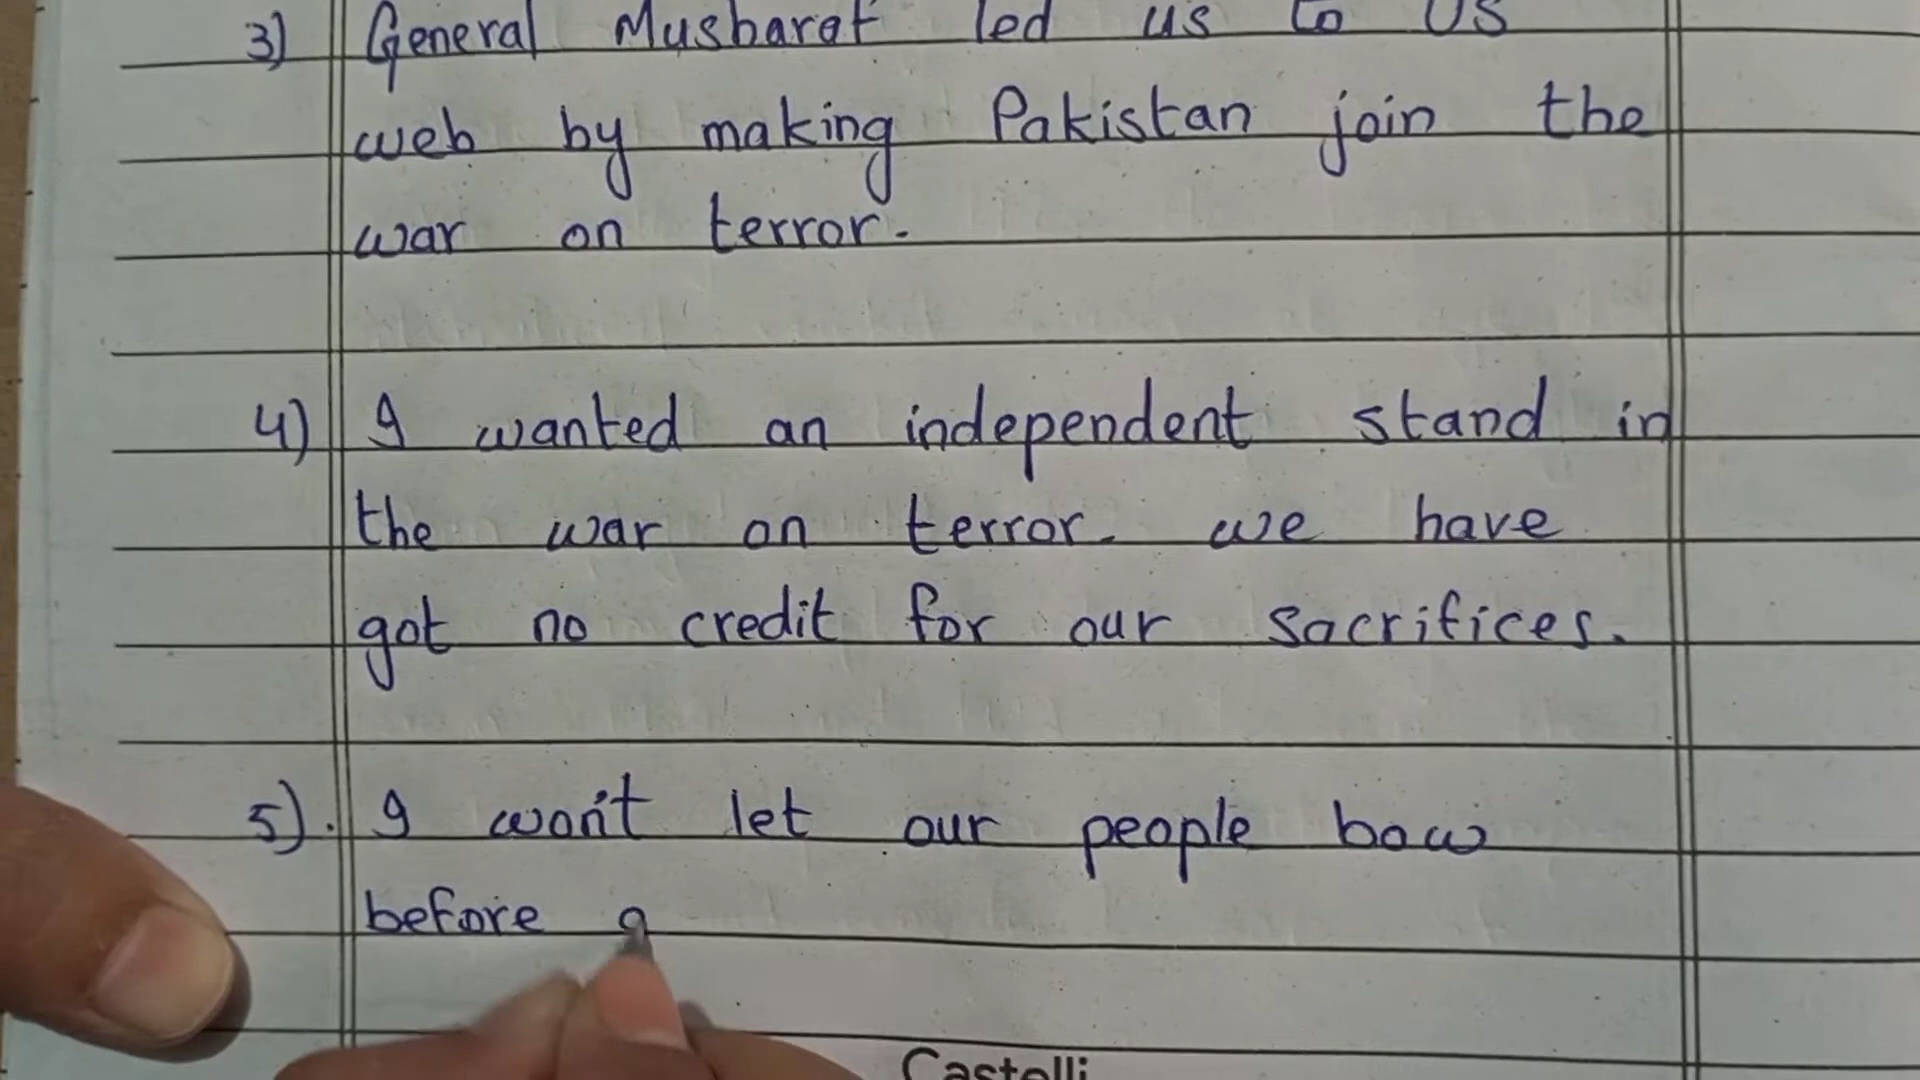 3) General Musharaf led us to US
web by making Pakistan join the
war on terror.
4) I wanted an independent stand in
the war on terror. we have
got no credit for our sacrifices.
5). I won't let our people bow
before a
Castelli